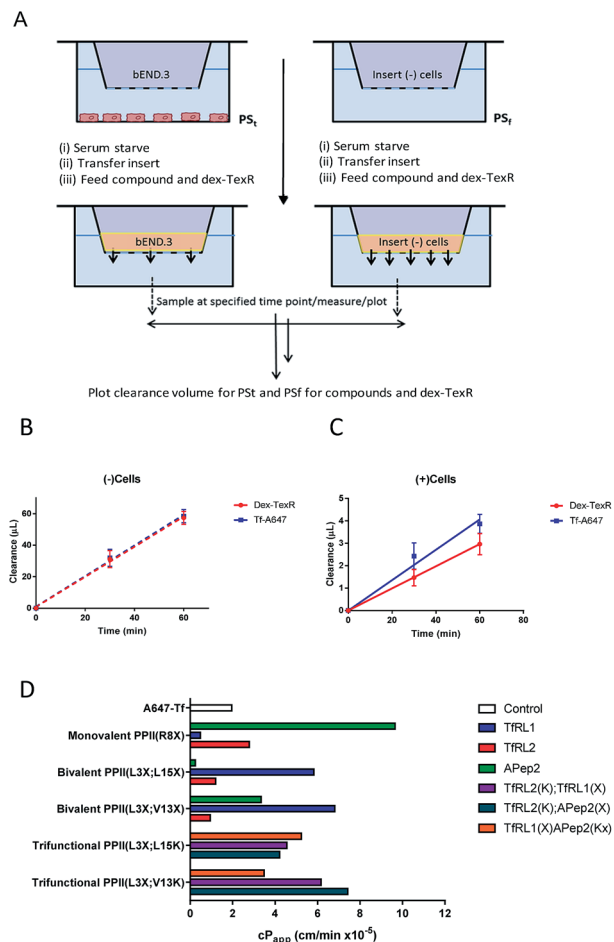 A
bEND.3
Insert (-) cells
PSt
PSf
(i) Serum starve
(ii) Transfer insert
(iii) Feed compound and dex-TexR
(i) Serum starve
(ii) Transfer insert
(iii) Feed compound and dex-TexR
bEND.3
Insert (-) cells
Sample at specified time point/measure/plot
Plot clearance volume for PSt and PSf for compounds and dex-TexR
B
(-)Cells
Clearance (µL)
60
40
20
0
0
20
40
60
80
Time (min)
Dex-TexR
Tf-A647
C
(+)Cells
Clearance (µL)
5
4
3
2
1
0
0
20
40
60
80
Time (min)
Dex-TexR
Tf-A647
D
A647-Tf
Monovalent PPII(R8X)
Bivalent PPII(L3X;L15X)
Bivalent PPII(L3X;V13X)
Trifunctional PPII(L3X;L15K)
Trifunctional PPII(L3X;V13K)
0
2
4
6
8
10
12
cPapp (cm/min x10-5)
Control
TfRL1
TfRL2
APep2
TfRL2(K);TfRL1(X)
TfRL2(K);APep2(X)
TfRL1(X)APep2(Kx)